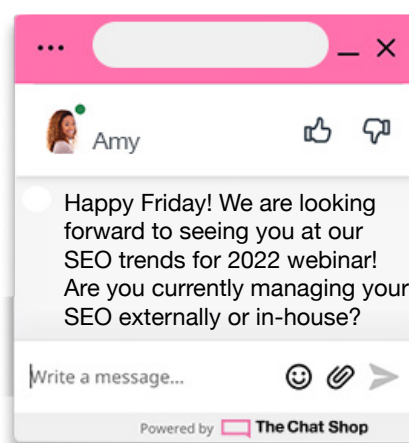 Amy
Happy Friday! We are looking
forward to seeing you at our
SEO trends for 2022 webinar!
Are you currently managing your
SEO externally or in-house?
Write a message...
Powered by The Chat Shop